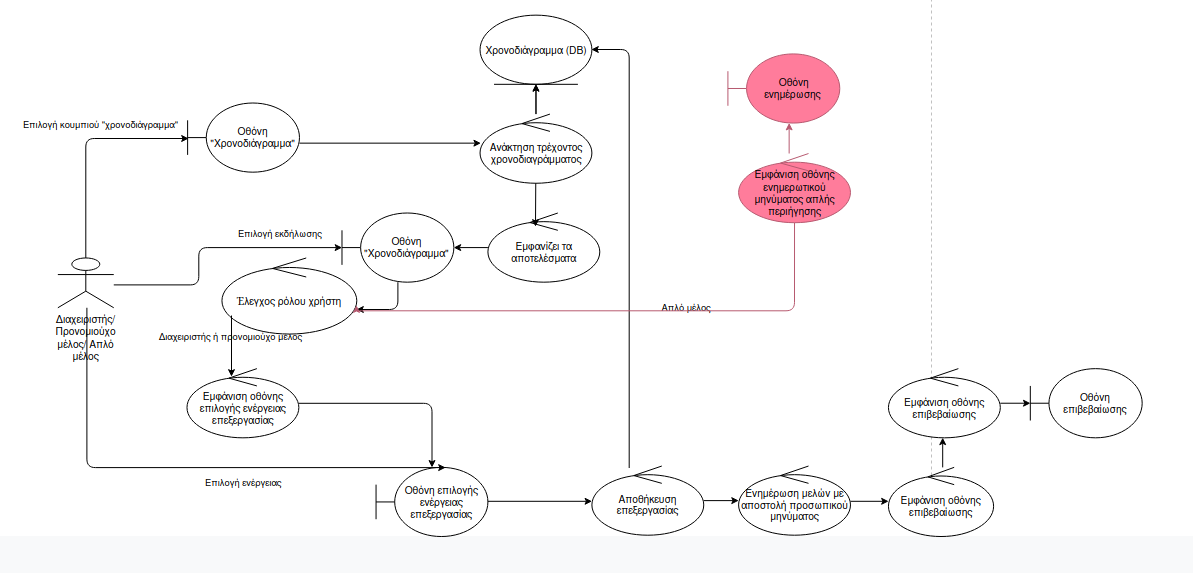 Χρονοδιάγραμμα (DB)
Οθόνη
ενημέρωσης
Επιλογή κουμπιού "χρονοδιάγραμμα"
Οθόνη
"Χρονοδιάγραμμα"
Ανάκτηση τρέχοντος
χρονοδιαγράμματος
Εμφάνιση οθόνης
ενημερωτικού
μηνύματος απλής
περιήγησης
Επιλογή εκδήλωσης
Οθόνη
"Χρονοδιάγραμμα"
Εμφανίζει τα
αποτελέσματα
Έλεγχος ρόλου χρήστη
Απλό μέλος
Διαχειριστής/
Προνομιούχο
μέλος/ Απλό
μέλος
Διαχειριστής ή προνομιούχο μέλος
Εμφάνιση οθόνης
επιλογής ενέργειας
επεξεργασίας
Εμφάνιση οθόνης
επιβεβαίωσης
Οθόνη
επιβεβαίωσης
Επιλογή ενέργειας
Οθόνη επιλογής
ενέργειας
επεξεργασίας
Αποθήκευση
επεξεργασίας
Ενημέρωση μελών με
αποστολή προσωπικού
μηνύματος
Εμφάνιση οθόνης
επιβεβαίωσης